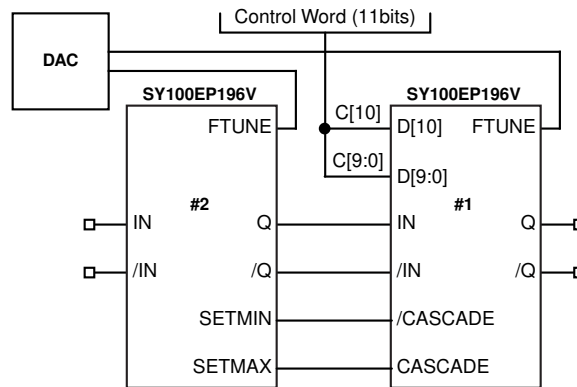 Control Word (11bits)
DAC
SY100EP196V
SY100EP196V
FTUNE
C[10]
D[10]
FTUNE
C[9:0]
D[9:0]
#2
#1
IN
Q
IN
Q
/IN
/Q
/IN
/Q
SETMIN
/CASCADE
SETMAX
CASCADE